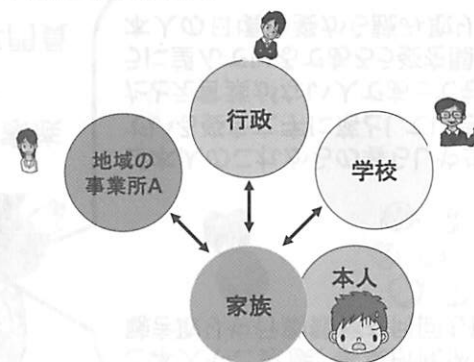 行政
地域の
事業所A
学校
家族
本人